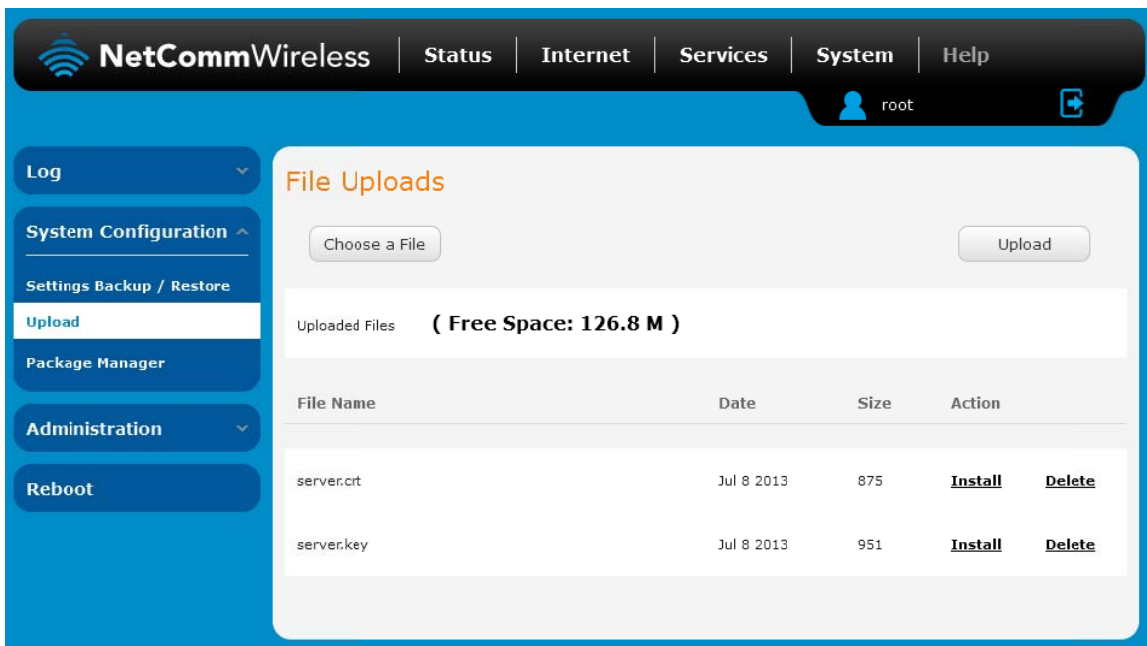 NetCommWireless Status Internet Services System Help
root
Log
System Configuration
Settings Backup / Restore
Upload
Package Manager
Administration
Reboot
File Uploads
Choose a File Upload
Uploaded Files ( Free Space: 126.8 M )
File Name Date Size Action
server.crt Jul 8 2013 875 Install Delete
server.key Jul 8 2013 951 Install Delete